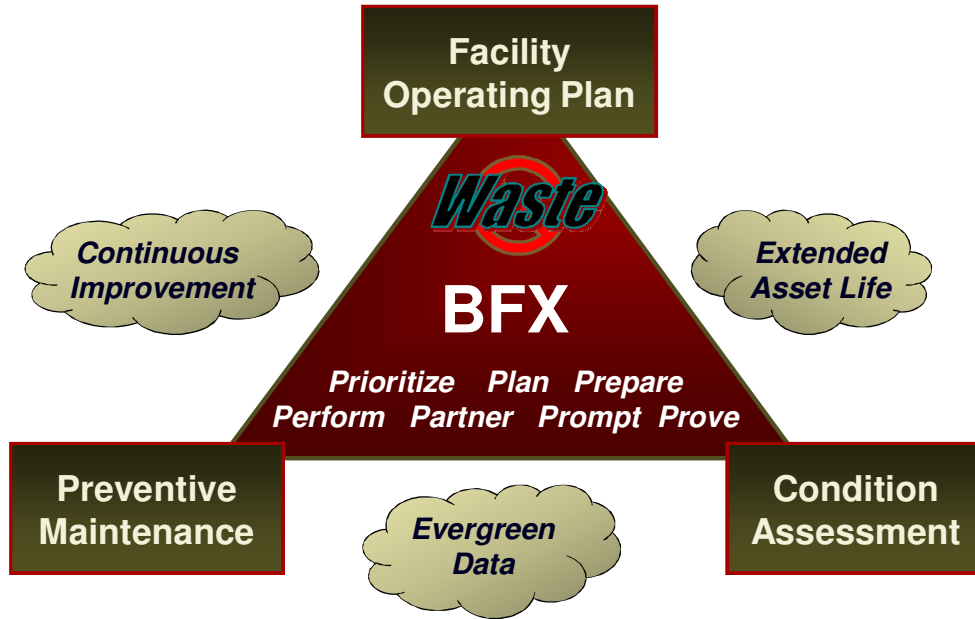 Facility
Operating Plan
Waste
Continuous
Improvement
Extended
Asset Life
BFX
Prioritize Plan Prepare
Perform Partner Prompt Prove
Preventive
Maintenance
Evergreen
Data
Condition
Assessment